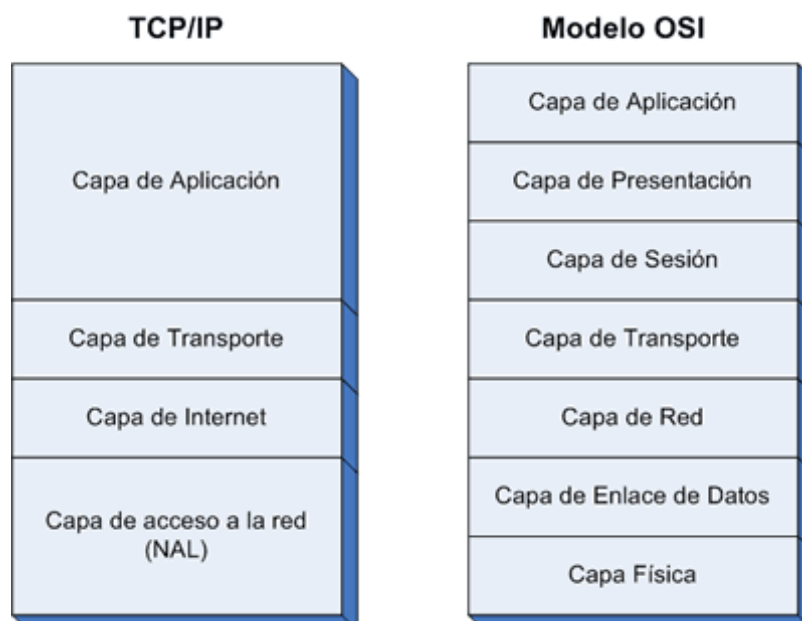 TCP/IP
Capa de Aplicación
Capa de Transporte
Capa de Internet
Capa de acceso a la red
(NAL)
Modelo OSI
Capa de Aplicación
Capa de Presentación
Capa de Sesión
Capa de Transporte
Capa de Red
Capa de Enlace de Datos
Capa Física